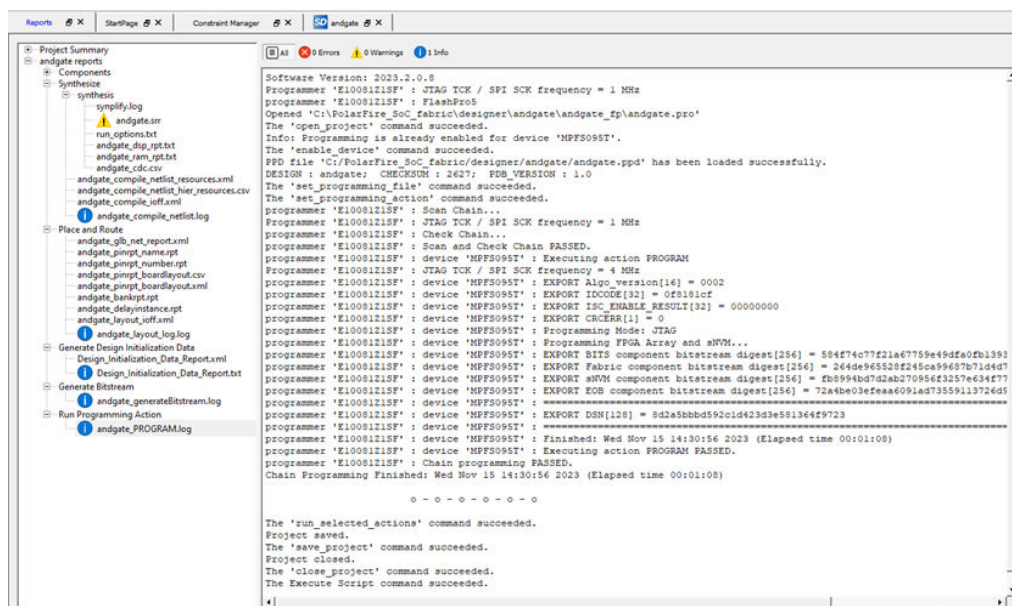 Reports
StartPage
Constraint Manager
SD andgate
Project Summary
andgate reports
Components
Synthesize
synthesis
synplify.log
andgate.srr
run_options.txt
andgate_dsp_rpt.txt
andgate_ram_rpt.txt
andgate_cdc.csv
andgate_compile_netlist_resources.xml
andgate_compile_netlist_hier_resources.csv
andgate_compile_ioff.xml
andgate_compile_netlist.log
Place and Route
andgate_glb_net_report.xml
andgate_pinrpt_name.rpt
andgate_pinrpt_number.rpt
andgate_pinrpt_boardlayout.csv
andgate_pinrpt_boardlayout.xml
andgate_bankrpt.rpt
andgate_delayinstance.rpt
andgate_layout_ioff.xml
andgate_layout_log.log
Generate Design Initialization Data
Design_Initialization_Data_Report.xml
Design_Initialization_Data_Report.txt
Generate Bitstream
andgate_generateBitstream.log
Run Programming Action
andgate_PROGRAM.log
All 0 Errors 0 Warnings 1 Info
Software Version: 2023.2.0.8
Programmer 'E10081Z1SF' : JTAG TCK / SPI SCK frequency = 1 MHz
programmer 'E10081Z1SF' : FlashPro5
Opened 'C:\PolarFire_SoC_fabric\designer\andgate\andgate_fp\andgate.pro'
The 'open_project' command succeeded.
Info: Programming is already enabled for device 'MPFS095T'.
The 'enable_device' command succeeded.
PPD file 'C:/PolarFire_SoC_fabric/designer/andgate/andgate.ppd' has been loaded successfully.
DESIGN : andgate; CHECKSUM : 2627; PDB_VERSION : 1.0
The 'set_programming_file' command succeeded.
The 'set_programming_action' command succeeded.
programmer 'E10081Z1SF' : Scan Chain...
programmer 'E10081Z1SF' : JTAG TCK / SPI SCK frequency = 1 MHz
programmer 'E10081Z1SF' : Check Chain...
programmer 'E10081Z1SF' : Scan and Check Chain PASSED.
programmer 'E10081Z1SF' : device 'MPFS095T' : Executing action PROGRAM
Programmer 'E10081Z1SF' : JTAG TCK / SPI SCK frequency = 4 MHz
programmer 'E10081Z1SF' : device 'MPFS095T' : EXPORT Algo_version[16] = 0002
programmer 'E10081Z1SF' : device 'MPFS095T' : EXPORT IDCODE[32] = 0f8181cf
programmer 'E10081Z1SF' : device 'MPFS095T' : EXPORT ISC_ENABLE_RESULT[32] = 00000000
programmer 'E10081Z1SF' : device 'MPFS095T' : EXPORT CRCERR[1] = 0
programmer 'E10081Z1SF' : device 'MPFS095T' : Programming Mode: JTAG
programmer 'E10081Z1SF' : device 'MPFS095T' : Programming FPGA Array and sNVM...
programmer 'E10081Z1SF' : device 'MPFS095T' : EXPORT BITS component bitstream digest[256] = 584f74c77f21a67759e49dfa0fb1393
programmer 'E10081Z1SF' : device 'MPFS095T' : EXPORT Fabric component bitstream digest[256] = 264de965528f245ca99687b71d4d7
programmer 'E10081Z1SF' : device 'MPFS095T' : EXPORT sNVM component bitstream digest[256] = fb8994bd7d2ab270956f3257e634f77
programmer 'E10081Z1SF' : device 'MPFS095T' : EXPORT EOB component bitstream digest[256] = 72a4be03efeaa6091ad73559113726d9
programmer 'E10081Z1SF' : device 'MPFS095T' : ==========================================================
programmer 'E10081Z1SF' : device 'MPFS095T' : EXPORT DSN[128] = 8d2a5bbbd592c1d423d3e581364f9723
programmer 'E10081Z1SF' : device 'MPFS095T' : ==========================================================
programmer 'E10081Z1SF' : device 'MPFS095T' : Finished: Wed Nov 15 14:30:56 2023 (Elapsed time 00:01:08)
programmer 'E10081Z1SF' : device 'MPFS095T' : Executing action PROGRAM PASSED.
programmer 'E10081Z1SF' : Chain programming PASSED.
Chain Programming Finished: Wed Nov 15 14:30:56 2023 (Elapsed time 00:01:08)
o - o - o - o - o - o
The 'run_selected_actions' command succeeded.
Project saved.
The 'save_project' command succeeded.
Project closed.
The 'close_project' command succeeded.
The Execute Script command succeeded.